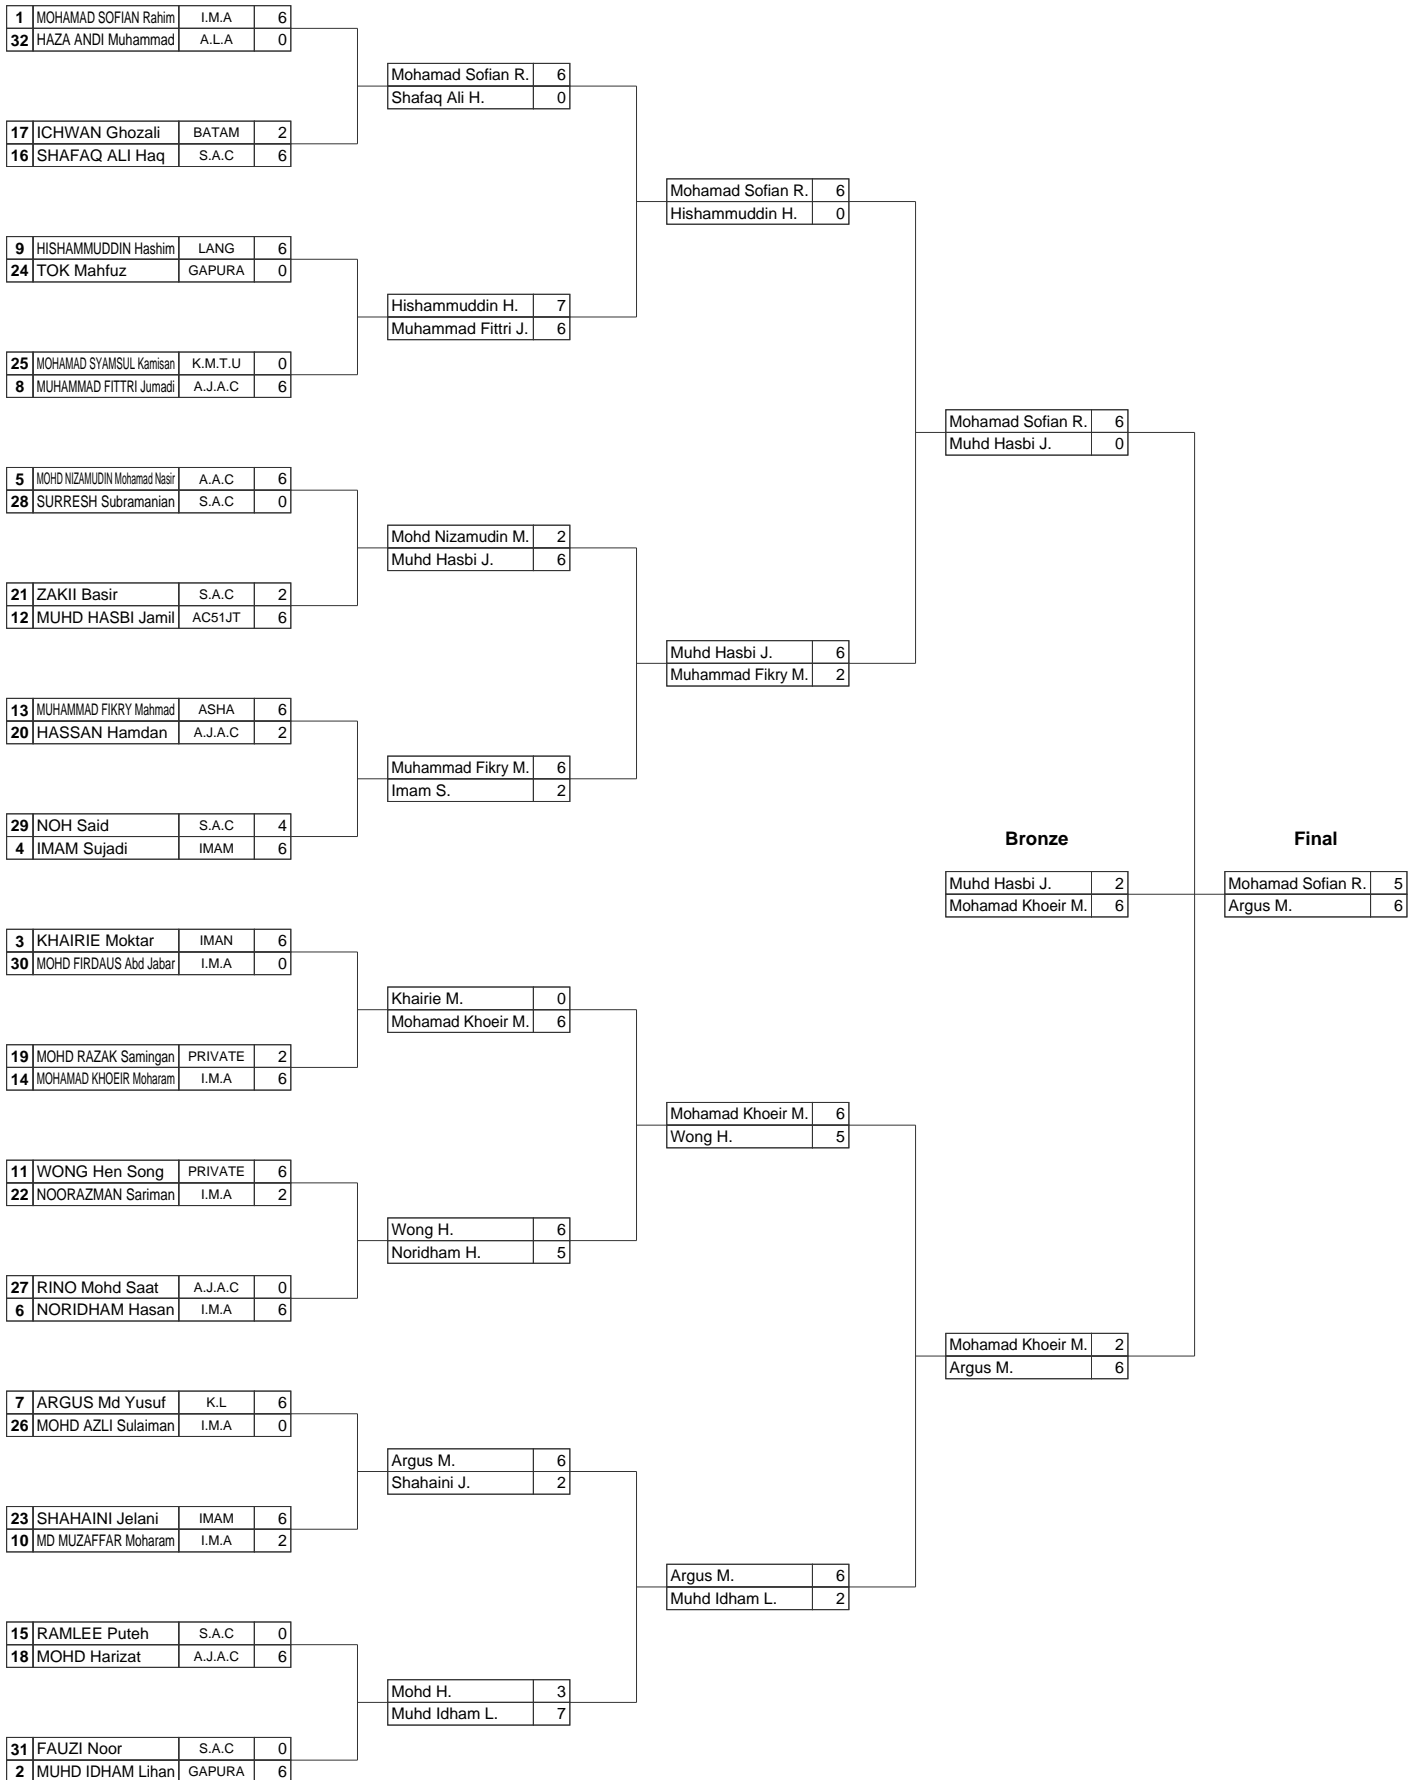 1 MOHAMAD SOFIAN Rahim I.M.A 6
32 HAZA ANDI Muhammad A.L.A 0
Mohamad Sofian R. 6
Shafaq Ali H. 0
17 ICHWAN Ghozali BATAM 2
16 SHAFAQ ALI Haq S.A.C 6
Mohamad Sofian R. 6
Hishammuddin H. 0
9 HISHAMMUDDIN Hashim LANG 6
24 TOK Mahfuz GAPURA 0
Hishammuddin H. 7
Muhammad Fittri J. 6
25 MOHAMAD SYAMSUL Kamisan K.M.T.U 0
8 MUHAMMAD FITTRI Jumadi A.J.A.C 6
Mohamad Sofian R. 6
Muhd Hasbi J. 0
5 MOHD NIZAMUDIN Mohamad Nasir A.A.C 6
28 SURRESH Subramanian S.A.C 0
Mohd Nizamudin M. 2
Muhd Hasbi J. 6
21 ZAKII Basir S.A.C 2
12 MUHD HASBI Jamil AC51JT 6
Muhd Hasbi J. 6
Muhammad Fikry M. 2
13 MUHAMMAD FIKRY Mahmad ASHA 6
20 HASSAN Hamdan A.J.A.C 2
Muhammad Fikry M. 6
Imam S. 2
29 NOH Said S.A.C 4
4 IMAM Sujadi IMAM 6
Bronze Final
Muhd Hasbi J. 2 Mohamad Sofian R. 5
Mohamad Khoeir M. 6 Argus M. 6
3 KHAIRIE Moktar IMAN 6
30 MOHD FIRDAUS Abd Jabar I.M.A 0
Khairie M. 0
Mohamad Khoeir M. 6
19 MOHD RAZAK Samingan PRIVATE 2
14 MOHAMAD KHOEIR Moharam I.M.A 6
Mohamad Khoeir M. 6
Wong H. 5
11 WONG Hen Song PRIVATE 6
22 NOORAZMAN Sariman I.M.A 2
Wong H. 6
Noridham H. 5
27 RINO Mohd Saat A.J.A.C 0
6 NORIDHAM Hasan I.M.A 6
Mohamad Khoeir M. 2
Argus M. 6
7 ARGUS Md Yusuf K.L 6
26 MOHD AZLI Sulaiman I.M.A 0
Argus M. 6
Shahaini J. 2
23 SHAHAINI Jelani IMAM 6
10 MD MUZAFFAR Moharam I.M.A 2
Argus M. 6
Muhd Idham L. 2
15 RAMLEE Puteh S.A.C 0
18 MOHD Harizat A.J.A.C 6
Mohd H. 3
Muhd Idham L. 7
31 FAUZI Noor S.A.C 0
2 MUHD IDHAM Lihan GAPURA 6